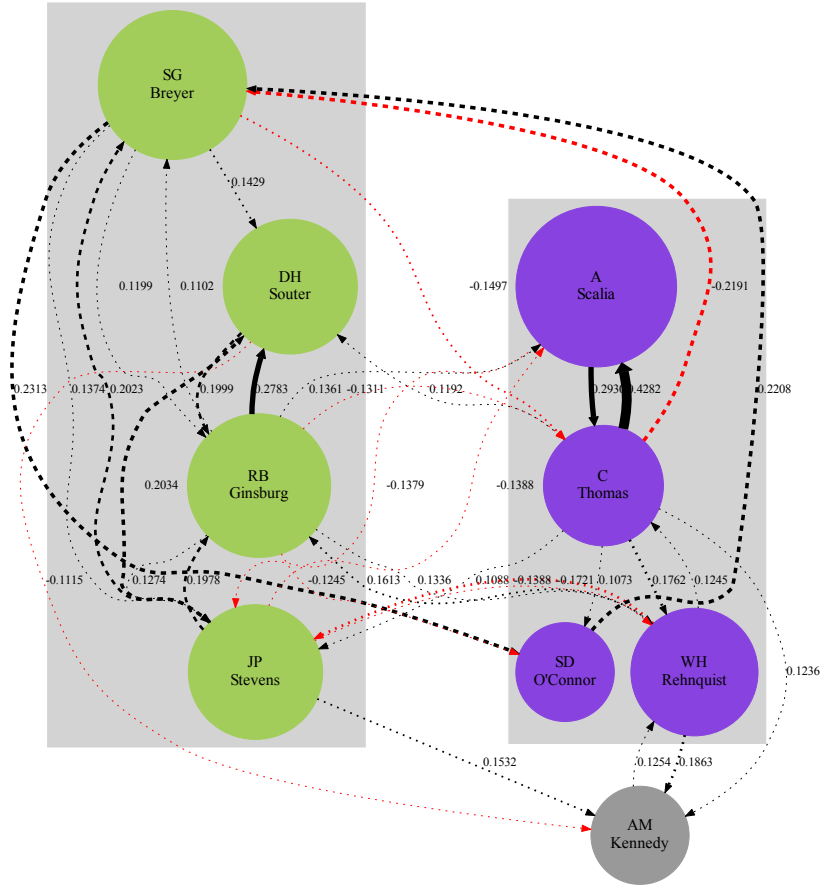 SG
Breyer
0.1429
DH
Souter
A
Scalia
0.1199
0.1102
-0.1497
-0.2191
0.2313
0.1374
0.2023
0.1999
0.2783
0.1361
-0.1311
0.1192
0.2930
0.4282
0.2208
RB
Ginsburg
C
Thomas
0.2034
-0.1379
-0.1388
-0.1115
0.1274
0.1978
-0.1245
0.1613
0.1336
0.1088
-0.1388
-0.1721
0.1073
0.1762
0.1245
JP
Stevens
SD
O'Connor
WH
Rehnquist
0.1236
0.1532
0.1254
0.1863
AM
Kennedy